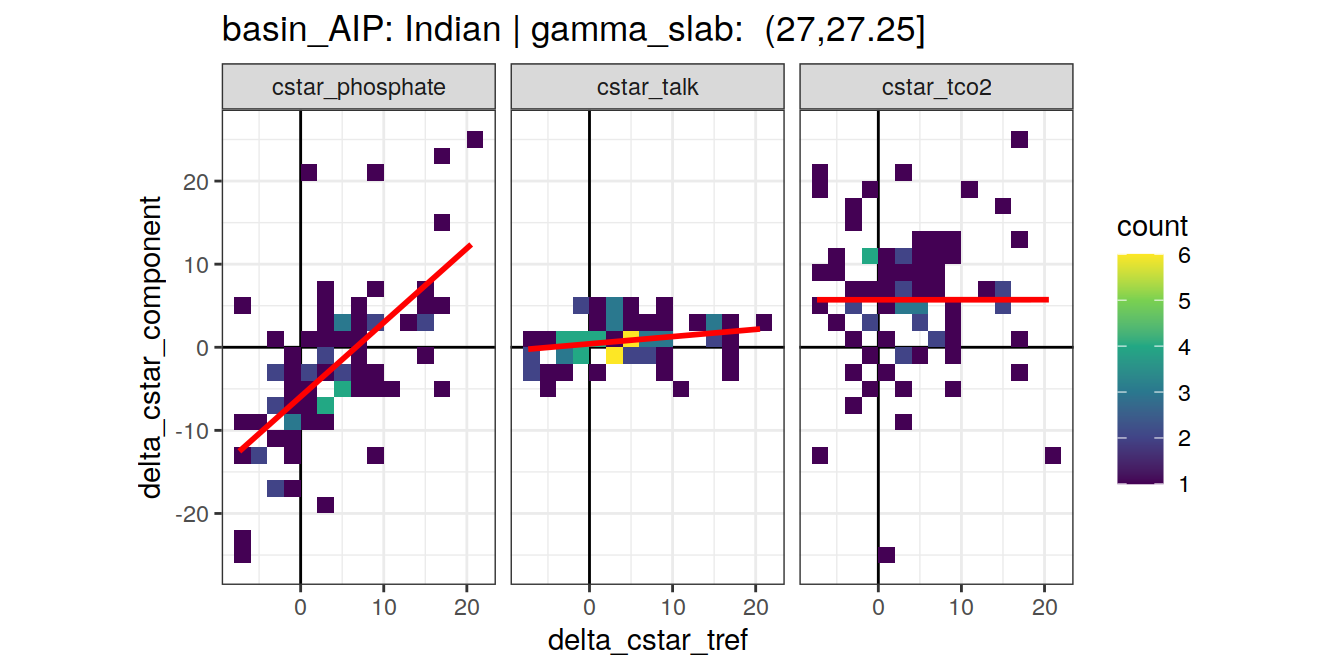 basin_AIP: Indian | gamma_slab:  (27,27.25]
cstar_phosphate
cstar_talk
cstar_tco2
delta_cstar_component
20
10
0
-10
-20
0 10 20
0 10 20
0 10 20
delta_cstar_tref
count
6
5
4
3
2
1